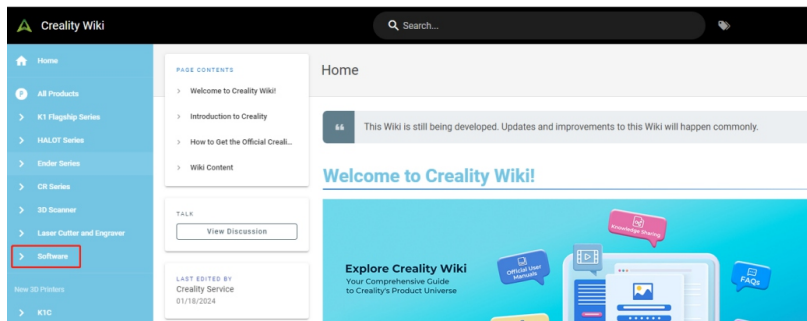 Creality Wiki
Search...
Home
All Products
K1 Flagship Series
HALOT Series
Ender Series
CR Series
3D Scanner
Laser Cutter and Engraver
Software
New 3D Printers
K1C
PAGE CONTENTS
Welcome to Creality Wiki!
Introduction to Creality
How to Get the Official Creali...
Wiki Content
TALK
View Discussion
LAST EDITED BY
Creality Service
01/18/2024
Home
This Wiki is still being developed. Updates and improvements to this Wiki will happen commonly.
Welcome to Creality Wiki!
Explore Creality Wiki
Your Comprehensive Guide
to Creality's Product Universe
Official User
Manuals
Knowledge Sharing
FAQs